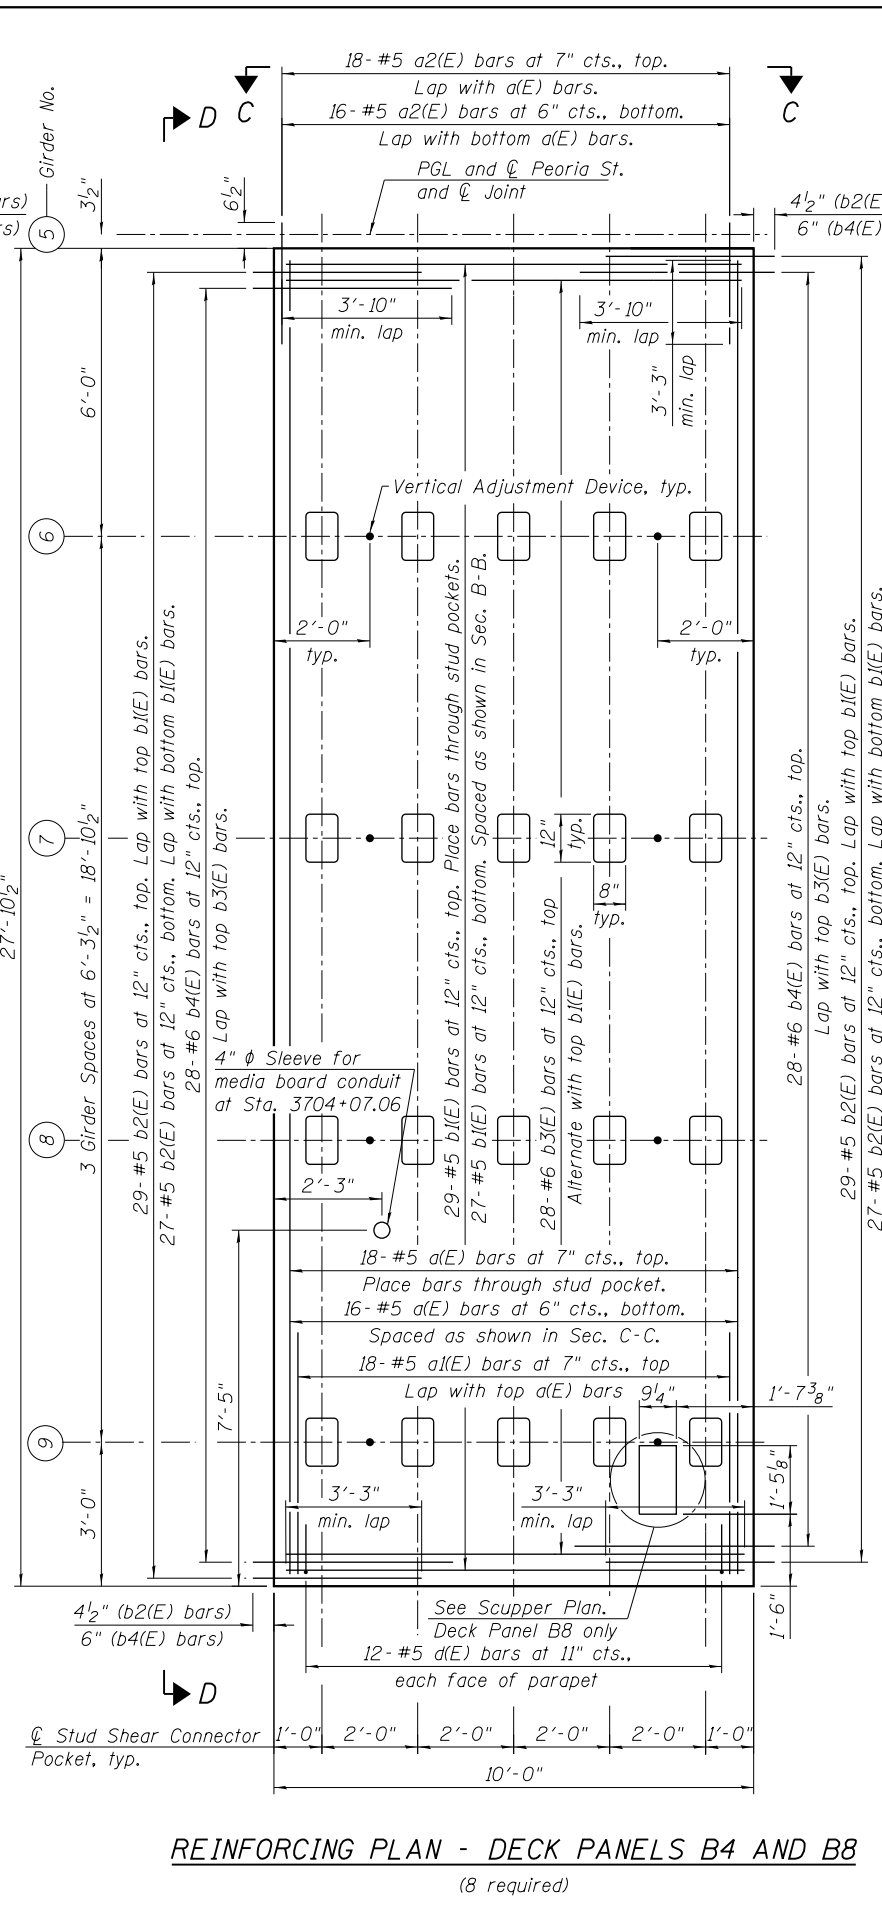 18-#5 a2(E) bars at 7" cts., top.
Lap with a(E) bars.
16-#5 a2(E) bars at 6" cts., bottom.
Lap with bottom a(E) bars.
C
C
D
Girder No.
3½"
6½"
PGL and ℄ Peoria St.
and ℄ Joint
4½" (b2(E
6" (b4(E)
ars)
s)
5
3'-10"
min. lap
3'-10"
min. lap
3'-3"
min. lap
6'-0"
Vertical Adjustment Device, typ.
6
2'-0"
typ.
2'-0"
typ.
29-#5 b2(E) bars at 12" cts., top. Lap with top b1(E) bars.
27-#5 b2(E) bars at 12" cts., bottom. Lap with bottom b1(E) bars.
28-#6 b4(E) bars at 12" cts., top.
Lap with top b3(E) bars.
29-#5 b1(E) bars at 12" cts., top. Place bars through stud pockets.
27-#5 b1(E) bars at 12" cts., bottom. Spaced as shown in Sec. B-B.
28-#6 b3(E) bars at 12" cts., top
Alternate with top b1(E) bars.
28-#6 b4(E) bars at 12" cts., top.
Lap with top b3(E) bars.
29-#5 b2(E) bars at 12" cts., top. Lap with top b1(E) bars.
27-#5 b2(E) bars at 12" cts., bottom. Lap with bottom b1(E) bars.
27'-10½"
3 Girder Spaces at 6'-3½" = 18'-10½"
7
12"
typ.
8"
typ.
4" ϕ Sleeve for
media board conduit
at Sta. 3704+07.06
8
2'-3"
7'-5"
18-#5 a(E) bars at 7" cts., top.
Place bars through stud pocket.
16-#5 a(E) bars at 6" cts., bottom.
Spaced as shown in Sec. C-C.
18-#5 a1(E) bars at 7" cts., top
Lap with top a(E) bars
9¼"
1'-7⅜"
9
1'-5⅛"
3'-3"
min. lap
3'-3"
min. lap
3'-0"
1'-6"
4½" (b2(E) bars)
6" (b4(E) bars)
See Scupper Plan.
Deck Panel B8 only
12-#5 d(E) bars at 11" cts.,
each face of parapet
D
℄ Stud Shear Connector
Pocket, typ.
1'-0"
2'-0"
2'-0"
2'-0"
2'-0"
1'-0"
10'-0"
REINFORCING PLAN - DECK PANELS B4 AND B8
(8 required)